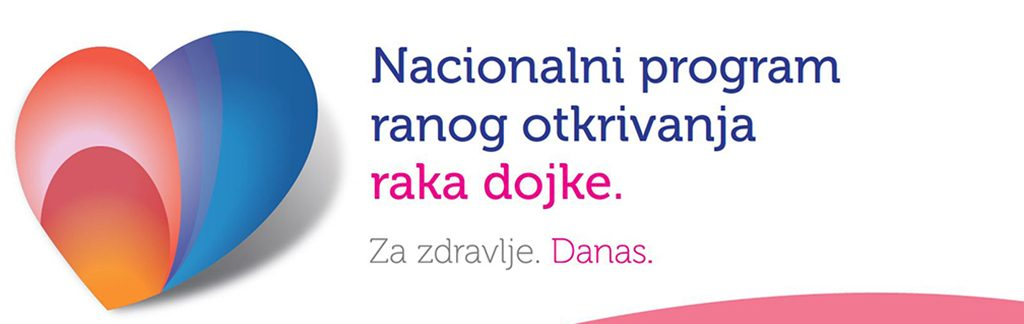 Nacionalni program
ranog otkrivanja
raka dojke.
Za zdravlje. Danas.